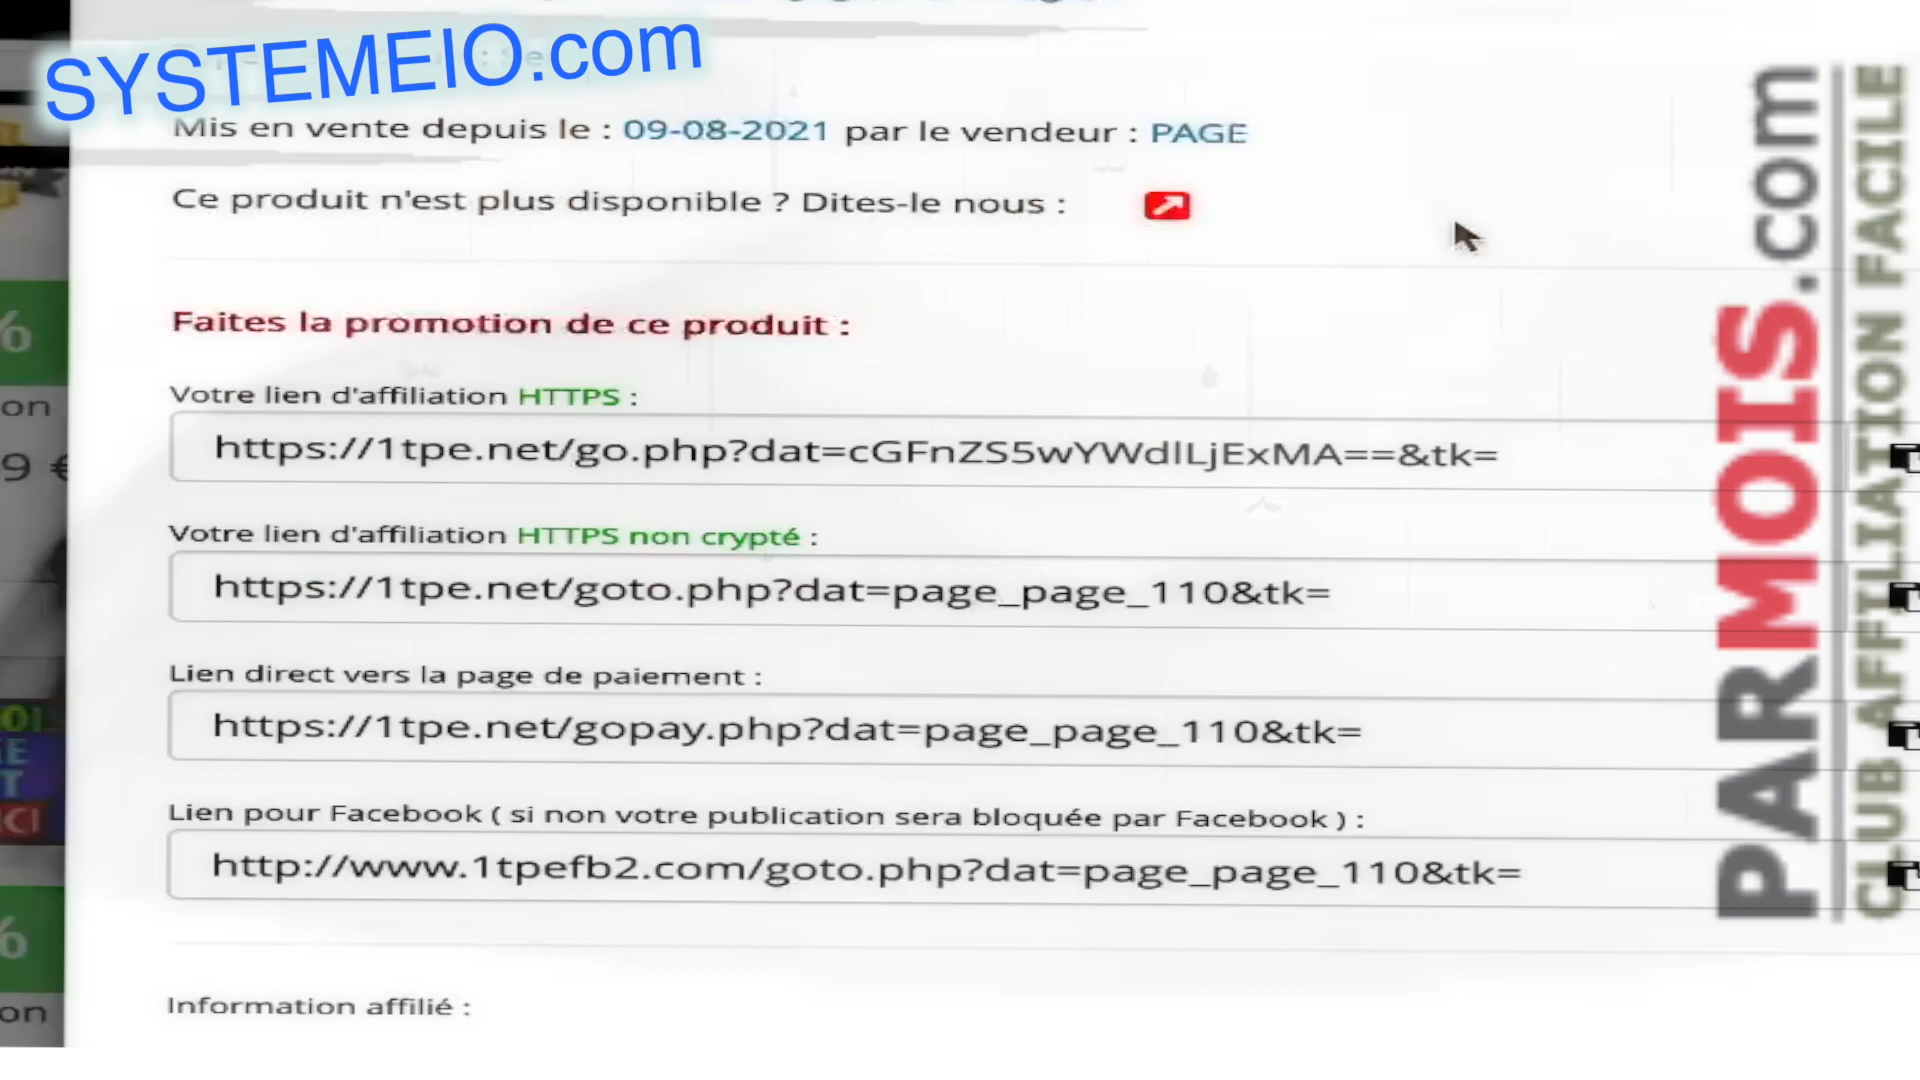 SYSTEMEIO.com
Mis en vente depuis le : 09-08-2021 par le vendeur : PAGE
Ce produit n'est plus disponible ? Dites-le nous :
Faites la promotion de ce produit :
Votre lien d'affiliation HTTPS :
https://1tpe.net/go.php?dat=cGFnZS5wYWdlLjExMA==&tk=
Votre lien d'affiliation HTTPS non crypté :
https://1tpe.net/goto.php?dat=page_page_110&tk=
Lien direct vers la page de paiement :
https://1tpe.net/gopay.php?dat=page_page_110&tk=
Lien pour Facebook ( si non votre publication sera bloquée par Facebook ) :
http://www.1tpefb2.com/goto.php?dat=page_page_110&tk=
Information affilié :
PARMOIS.com
CLUB AFFILIATION FACILE
%
on
9 €
%
on